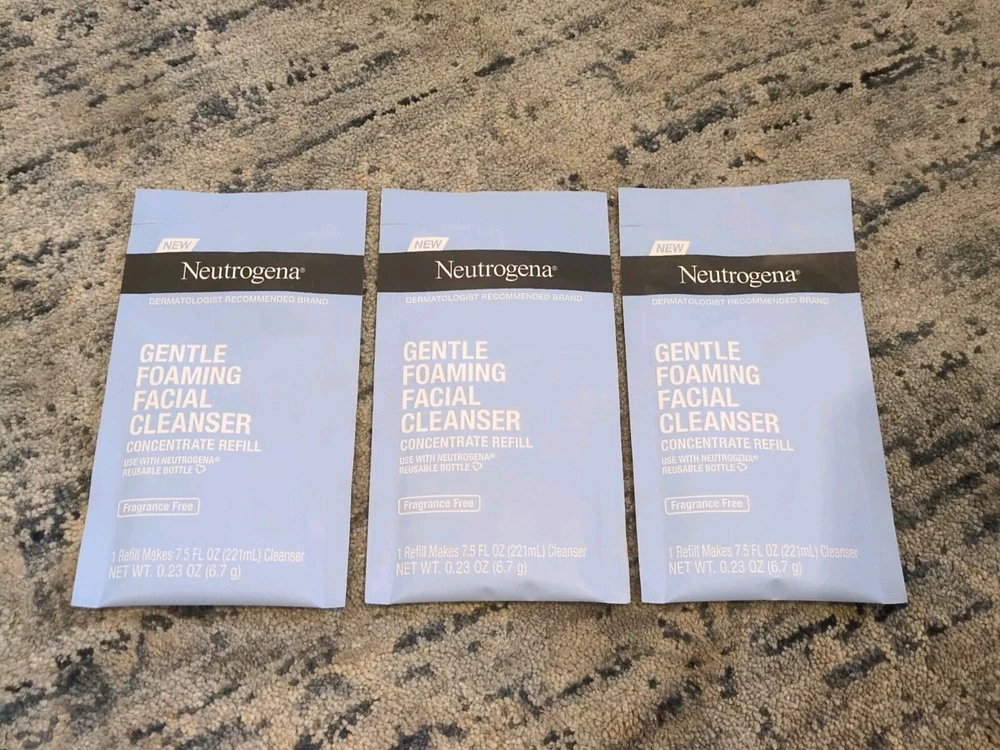 NEW
Neutrogena®
DERMATOLOGIST RECOMMENDED BRAND
GENTLE
FOAMING
FACIAL
CLEANSER
CONCENTRATE REFILL
USE WITH NEUTROGENA®
REUSABLE BOTTLE
Fragrance Free
1 Refill Makes 7.5 FL OZ (221mL) Cleanser
NET WT. 0.23 OZ (6.7 g)
NEW
Neutrogena®
DERMATOLOGIST RECOMMENDED BRAND
GENTLE
FOAMING
FACIAL
CLEANSER
CONCENTRATE REFILL
USE WITH NEUTROGENA®
REUSABLE BOTTLE
Fragrance Free
1 Refill Makes 7.5 FL OZ (221mL) Cleanser
NET WT. 0.23 OZ (6.7 g)
NEW
Neutrogena®
DERMATOLOGIST RECOMMENDED BRAND
GENTLE
FOAMING
FACIAL
CLEANSER
CONCENTRATE REFILL
USE WITH NEUTROGENA®
REUSABLE BOTTLE
Fragrance Free
1 Refill Makes 7.5 FL OZ (221mL) Cleanser
NET WT. 0.23 OZ (6.7 g)